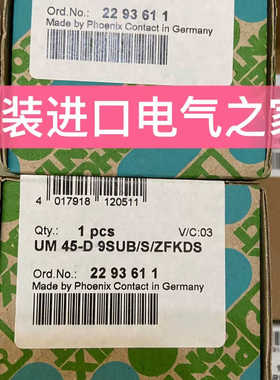 Ord.No.: 22 93 61 1
Made by Phoenix Contact in Germany
装进口电气之家
4 017918 120511
Qty.: 1 pcs V/C:03
UM 45-D 9SUB/S/ZFKDS
Ord.No.: 22 93 61 1
Made by Phoenix Contact in Germany